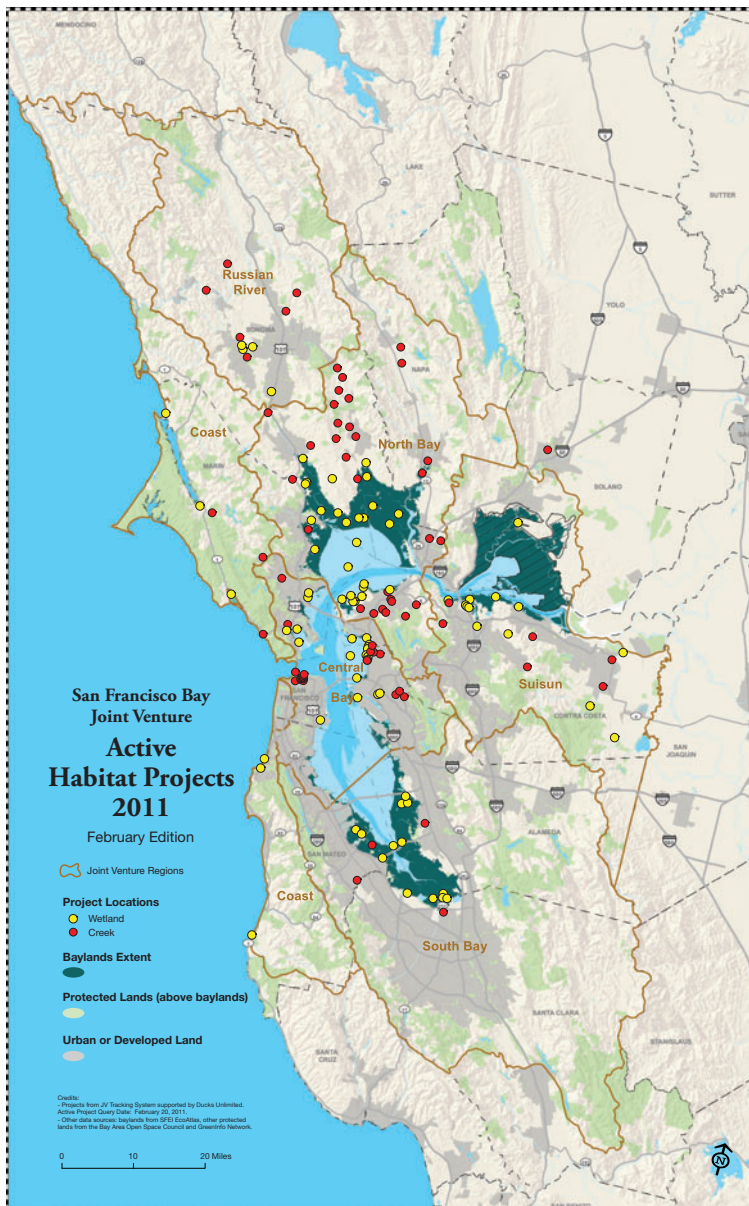 MENDOCINO
LAKE
BUTTER
Russian
River
SONOMA
101
YOLO
NAPA
Coast
North Bay
MARIN
SOLANO
101
Central
Bay
SAN
FRANCISCO
101
Suisun
CONTRA COSTA
SAN
JOAQUIN
San Francisco Bay
Joint Venture
Active
Habitat Projects
2011
February Edition
Joint Venture Regions
Project Locations
Wetland
Creek
Baylands Extent
Protected Lands (above baylands)
Urban or Developed Land
ALAMEDA
SAN MATEO
Coast
South Bay
SANTA CLARA
STANISLAUS
SANTA
CRUZ
SAN BENITO
Credits:
- Projects from JV Tracking System supported by Ducks Unlimited.
Active Project Query Date: February 20, 2011.
- Other data sources: baylands from SFEI EcoAtlas, other protected
lands from the Bay Area Open Space Council and GreenInfo Network.
0 10 20 Miles
N